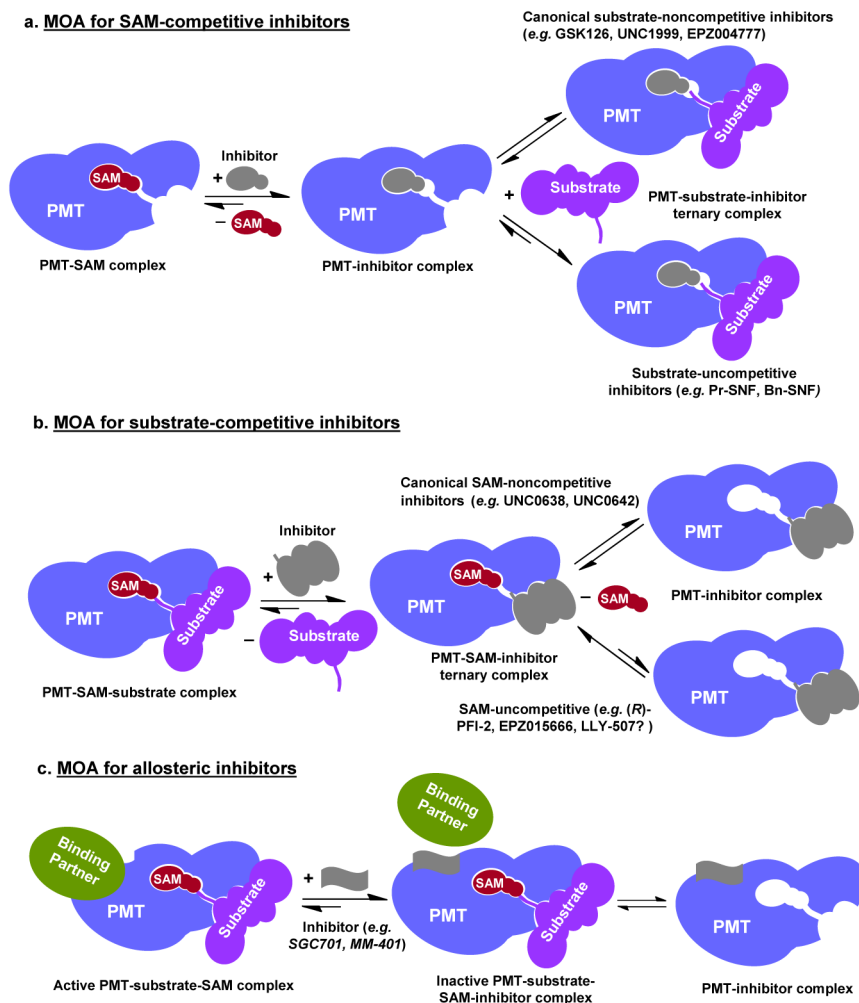 a. MOA for SAM-competitive inhibitors
Canonical substrate-noncompetitive inhibitors
(e.g. GSK126, UNC1999, EPZ004777)
PMT
Substrate
SAM
PMT
+
Inhibitor
–
SAM
PMT
+
Substrate
PMT-substrate-inhibitor
ternary complex
PMT-SAM complex
PMT-inhibitor complex
PMT
Substrate
Substrate-uncompetitive
inhibitors (e.g. Pr-SNF, Bn-SNF)
b. MOA for substrate-competitive inhibitors
Canonical SAM-noncompetitive
inhibitors (e.g. UNC0638, UNC0642)
PMT
Inhibitor
+
SAM
PMT
Substrate
–
Substrate
SAM
PMT
–
SAM
PMT-inhibitor complex
PMT-SAM-substrate complex
PMT-SAM-inhibitor
ternary complex
PMT
SAM-uncompetitive (e.g. (R)-
PFI-2, EPZ015666, LLY-507? )
c. MOA for allosteric inhibitors
Binding
Partner
SAM
PMT
Substrate
+
Inhibitor (e.g.
SGC701, MM-401)
Binding
Partner
SAM
PMT
Substrate
PMT
Active PMT-substrate-SAM complex
Inactive PMT-substrate-
SAM-inhibitor complex
PMT-inhibitor complex